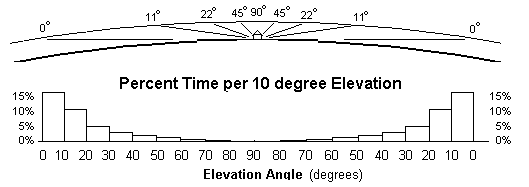 0° 11° 22° 45° 90° 45° 22° 11° 0°
Percent Time per 10 degree Elevation
15% 15%
10% 10%
5% 5%
0% 0%
0 10 20 30 40 50 60 70 80 90 80 70 60 50 40 30 20 10 0
Elevation Angle (degrees)